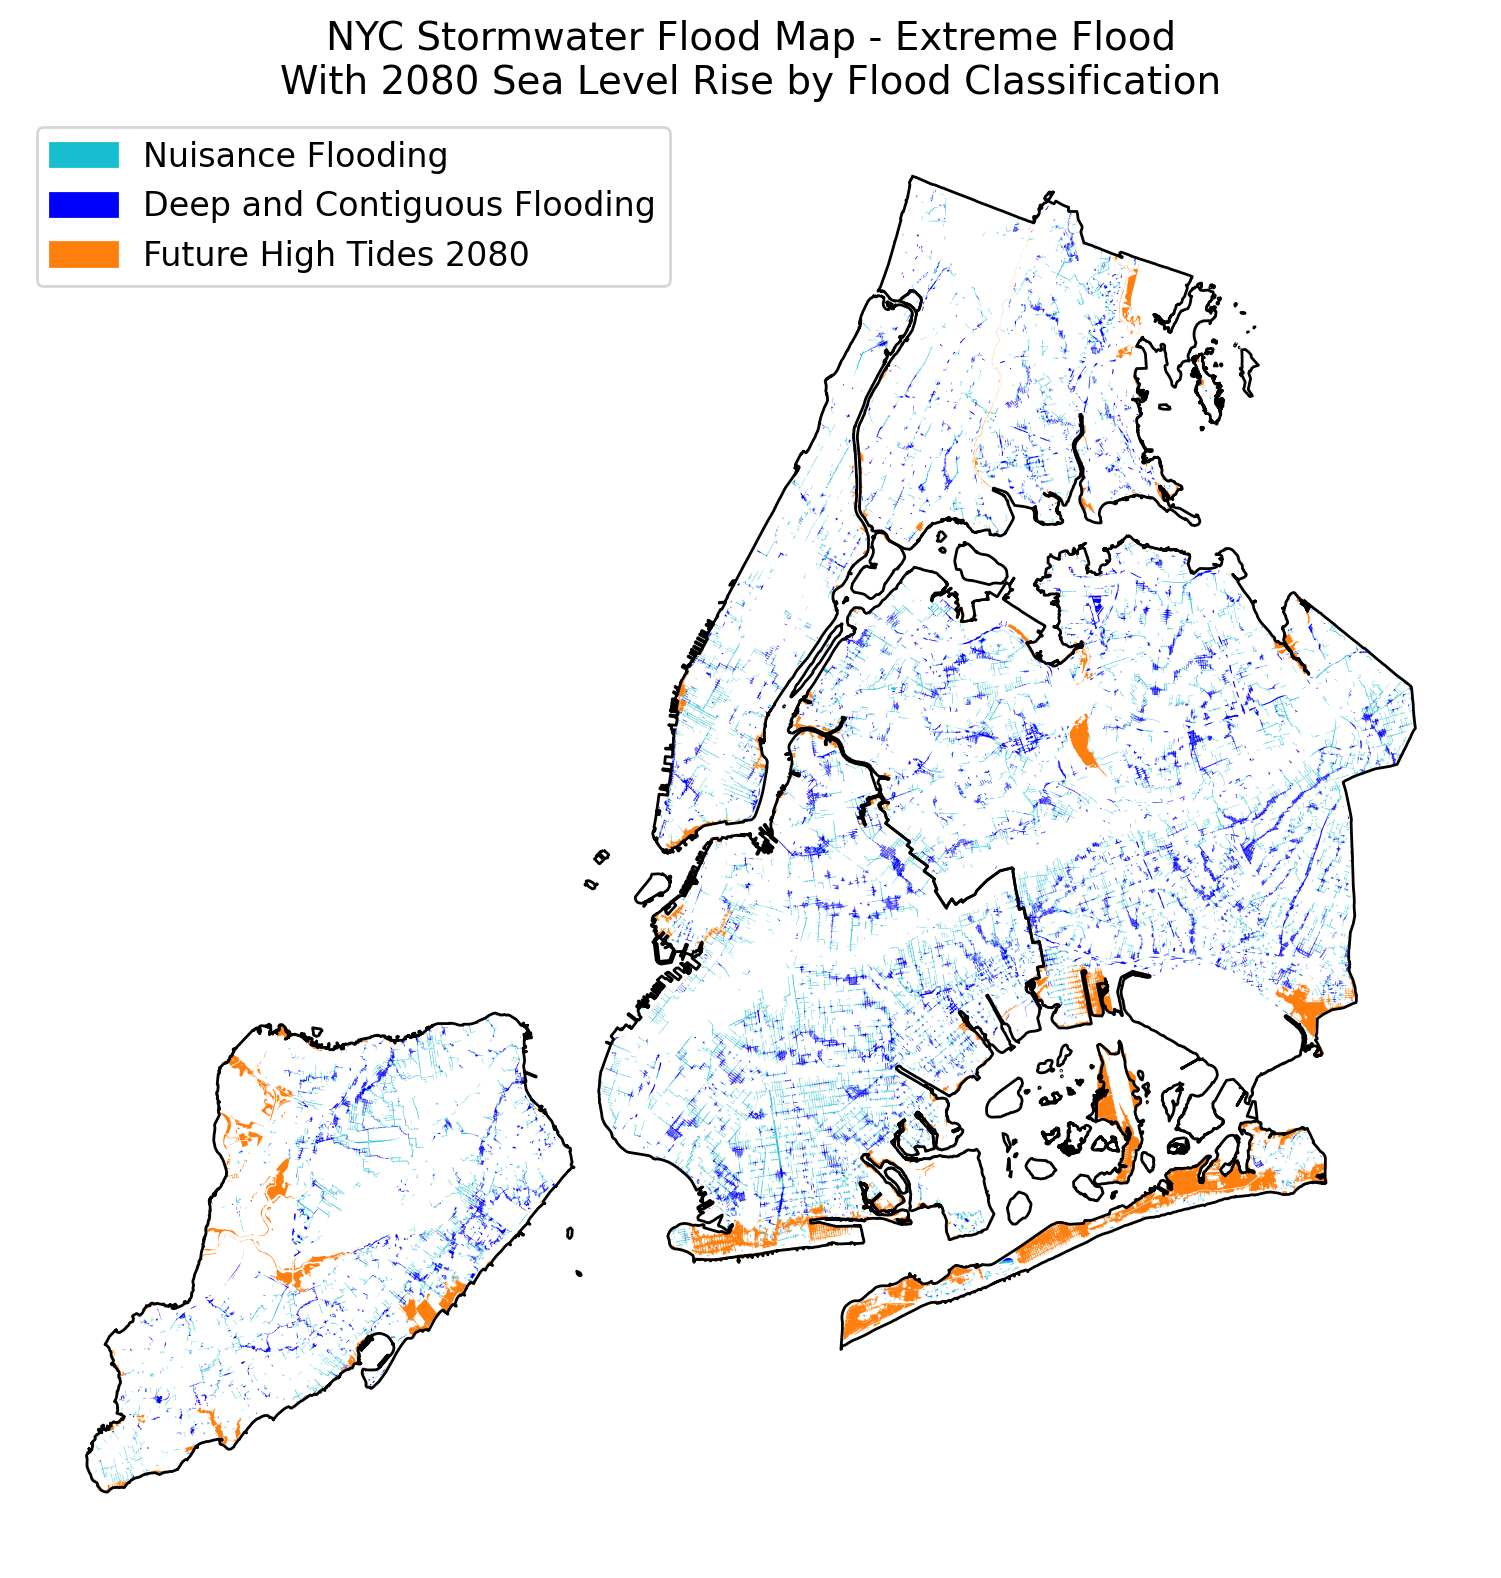 NYC Stormwater Flood Map - Extreme Flood
With 2080 Sea Level Rise by Flood Classification
Nuisance Flooding
Deep and Contiguous Flooding
Future High Tides 2080